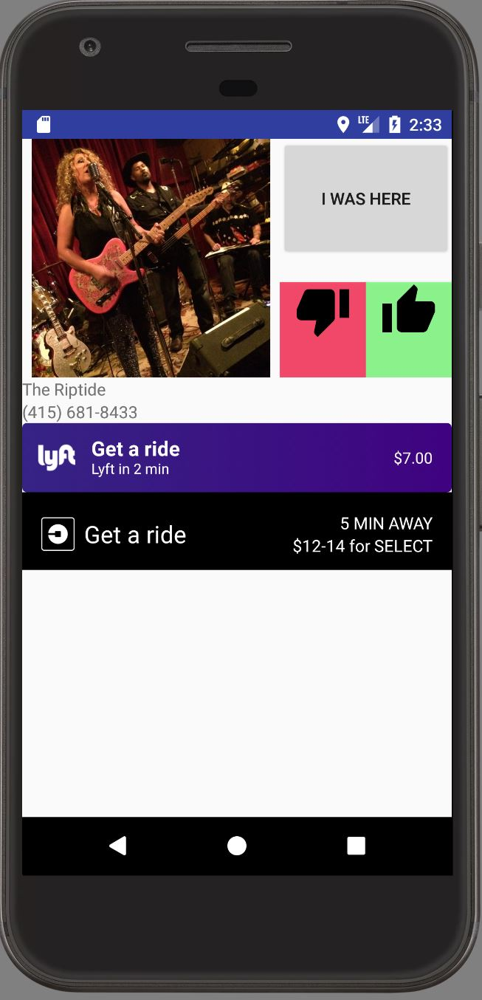 LTE 2:33
I WAS HERE
The Riptide
(415) 681-8433
lyft Get a ride $7.00
Lyft in 2 min
Get a ride
5 MIN AWAY
$12-14 for SELECT